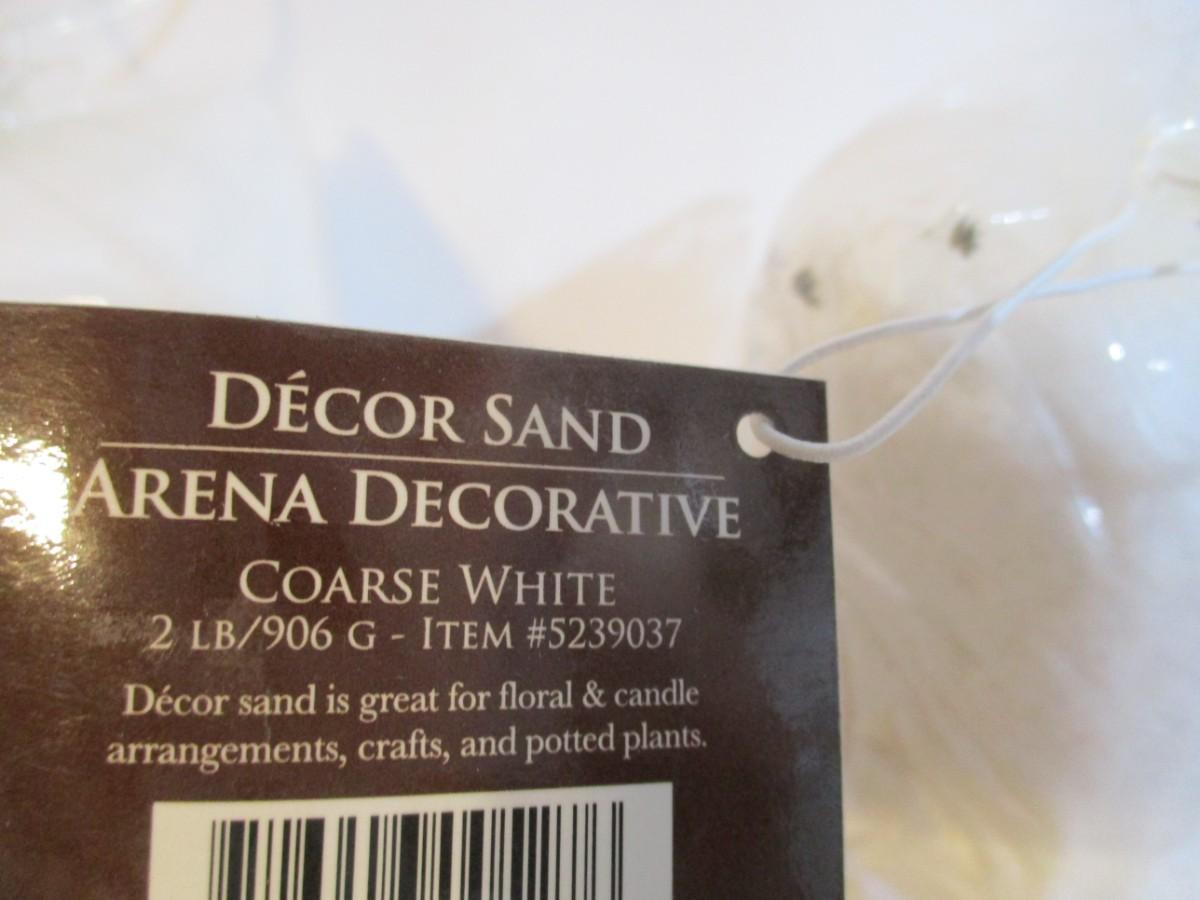 DÉCOR SAND
ARENA DECORATIVE
COARSE WHITE
2 LB/906 G - ITEM #5239037
Décor sand is great for floral & candle
arrangements, crafts, and potted plants.